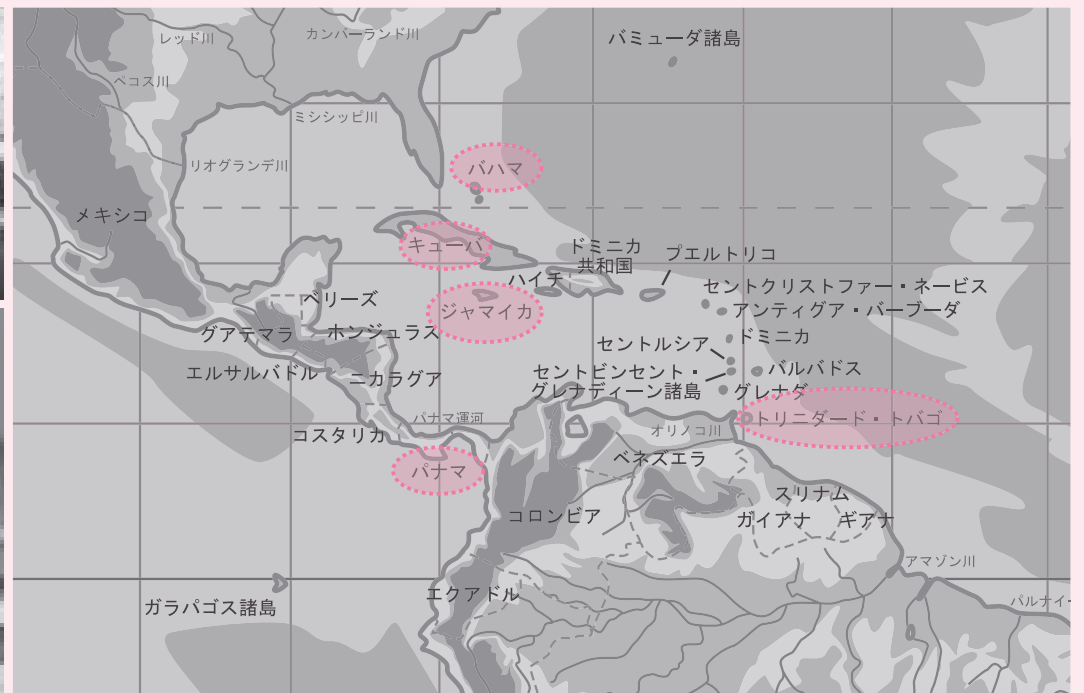 レッド川
カンバーランド川
バミューダ諸島
ペコス川
ミシシッピ川
リオグランデ川
バハマ
メキシコ
キューバ
ドミニカ
共和国
プエルトリコ
ハイチ
セントクリストファー・ネービス
ベリーズ
ジャマイカ
アンティグア・バーブーダ
グアテマラ
ホンジュラス
ドミニカ
セントルシア
エルサルバドル
ニカラグア
セントビンセント・
グレナディーン諸島
バルバドス
グレナダ
パナマ運河
トリニダード・トバゴ
コスタリカ
オリノコ川
パナマ
ベネズエラ
スリナム
コロンビア
ガイアナ
ギアナ
アマゾン川
エクアドル
ガラパゴス諸島
パルナイー